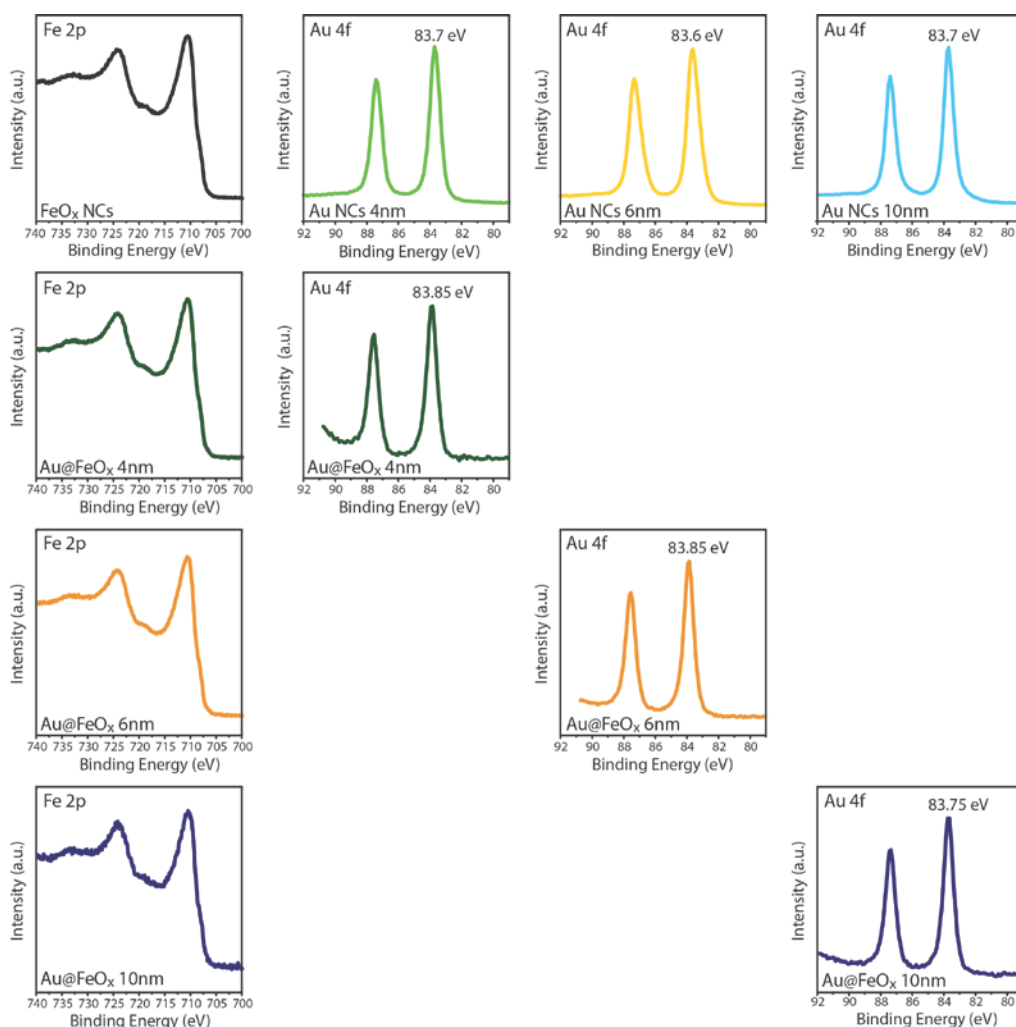 Fe 2p
Intensity (a.u.)
FeOx NCs
740 735 730 725 720 715 710 705 700
Binding Energy (eV)
Au 4f
83.7 eV
Intensity (a.u.)
Au NCs 4nm
92 90 88 86 84 82 80
Binding Energy (eV)
Au 4f
83.6 eV
Intensity (a.u.)
Au NCs 6nm
92 90 88 86 84 82 80
Binding Energy (eV)
Au 4f
83.7 eV
Intensity (a.u.)
Au NCs 10nm
92 90 88 86 84 82 80
Binding Energy (eV)
Fe 2p
Intensity (a.u.)
Au@FeOx 4nm
740 735 730 725 720 715 710 705 700
Binding Energy (eV)
Au 4f
83.85 eV
Intensity (a.u.)
Au@FeOx 4nm
92 90 88 86 84 82 80
Binding Energy (eV)
Fe 2p
Intensity (a.u.)
Au@FeOx 6nm
740 735 730 725 720 715 710 705 700
Binding Energy (eV)
Au 4f
83.85 eV
Intensity (a.u.)
Au@FeOx 6nm
92 90 88 86 84 82 80
Binding Energy (eV)
Fe 2p
Intensity (a.u.)
Au@FeOx 10nm
740 735 730 725 720 715 710 705 700
Binding Energy (eV)
Au 4f
83.75 eV
Intensity (a.u.)
Au@FeOx 10nm
92 90 88 86 84 82 80
Binding Energy (eV)